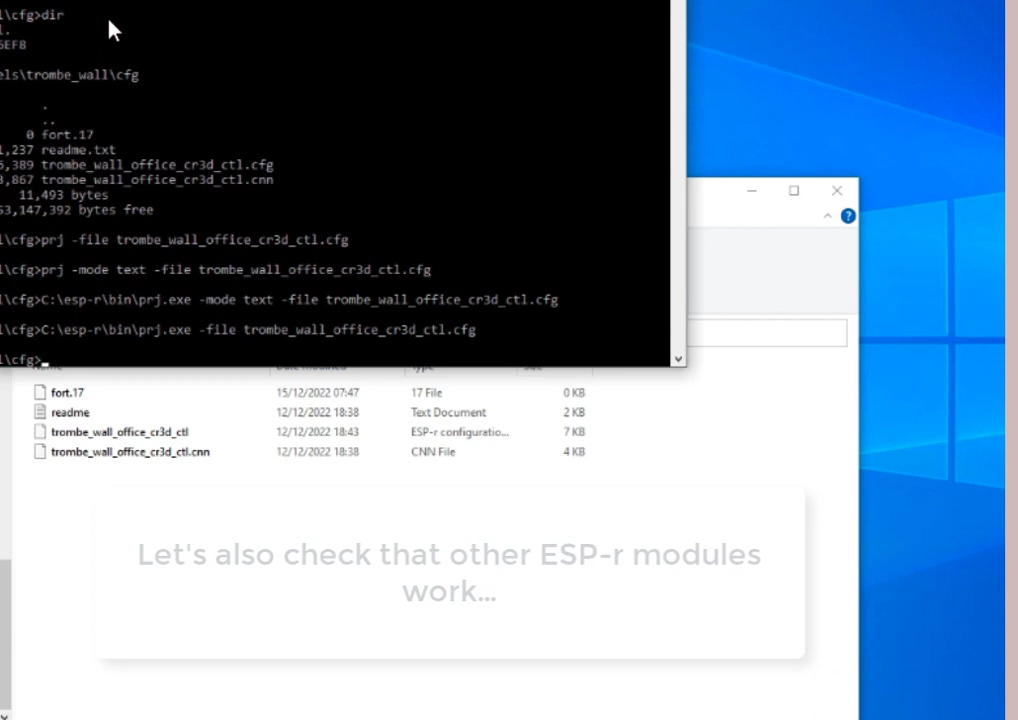 l\cfg>dir
l.
6EF8
els\trombe_wall\cfg
.
..
0 fort.17
1,237 readme.txt
6,389 trombe_wall_office_cr3d_ctl.cfg
3,867 trombe_wall_office_cr3d_ctl.cnn
11,493 bytes
53,147,392 bytes free
l\cfg>prj -file trombe_wall_office_cr3d_ctl.cfg
l\cfg>prj -mode text -file trombe_wall_office_cr3d_ctl.cfg
l\cfg>C:\esp-r\bin\prj.exe -mode text -file trombe_wall_office_cr3d_ctl.cfg
l\cfg>C:\esp-r\bin\prj.exe -file trombe_wall_office_cr3d_ctl.cfg
l\cfg>_
fort.17 15/12/2022 07:47 17 File 0 KB
readme 12/12/2022 18:38 Text Document 2 KB
trombe_wall_office_cr3d_ctl 12/12/2022 18:43 ESP-r configuratio... 7 KB
trombe_wall_office_cr3d_ctl.cnn 12/12/2022 18:38 CNN File 4 KB
Let's also check that other ESP-r modules
work...